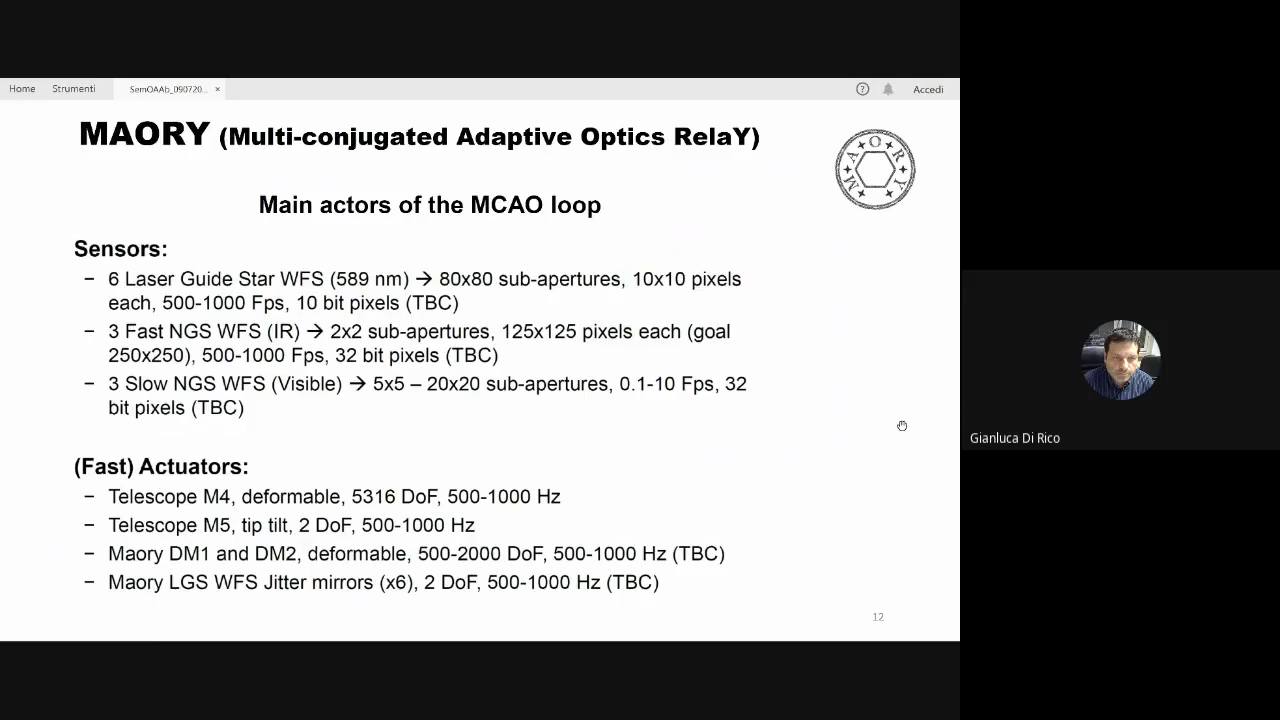 Home Strumenti SemOAAb_090720... × ? Accedi
MAORY (Multi-conjugated Adaptive Optics RelaY)
MAORY
Main actors of the MCAO loop
Sensors:
− 6 Laser Guide Star WFS (589 nm) → 80x80 sub-apertures, 10x10 pixels
each, 500-1000 Fps, 10 bit pixels (TBC)
− 3 Fast NGS WFS (IR) → 2x2 sub-apertures, 125x125 pixels each (goal
250x250), 500-1000 Fps, 32 bit pixels (TBC)
− 3 Slow NGS WFS (Visible) → 5x5 – 20x20 sub-apertures, 0.1-10 Fps, 32
bit pixels (TBC)
(Fast) Actuators:
− Telescope M4, deformable, 5316 DoF, 500-1000 Hz
− Telescope M5, tip tilt, 2 DoF, 500-1000 Hz
− Maory DM1 and DM2, deformable, 500-2000 DoF, 500-1000 Hz (TBC)
− Maory LGS WFS Jitter mirrors (x6), 2 DoF, 500-1000 Hz (TBC)
12
Gianluca Di Rico